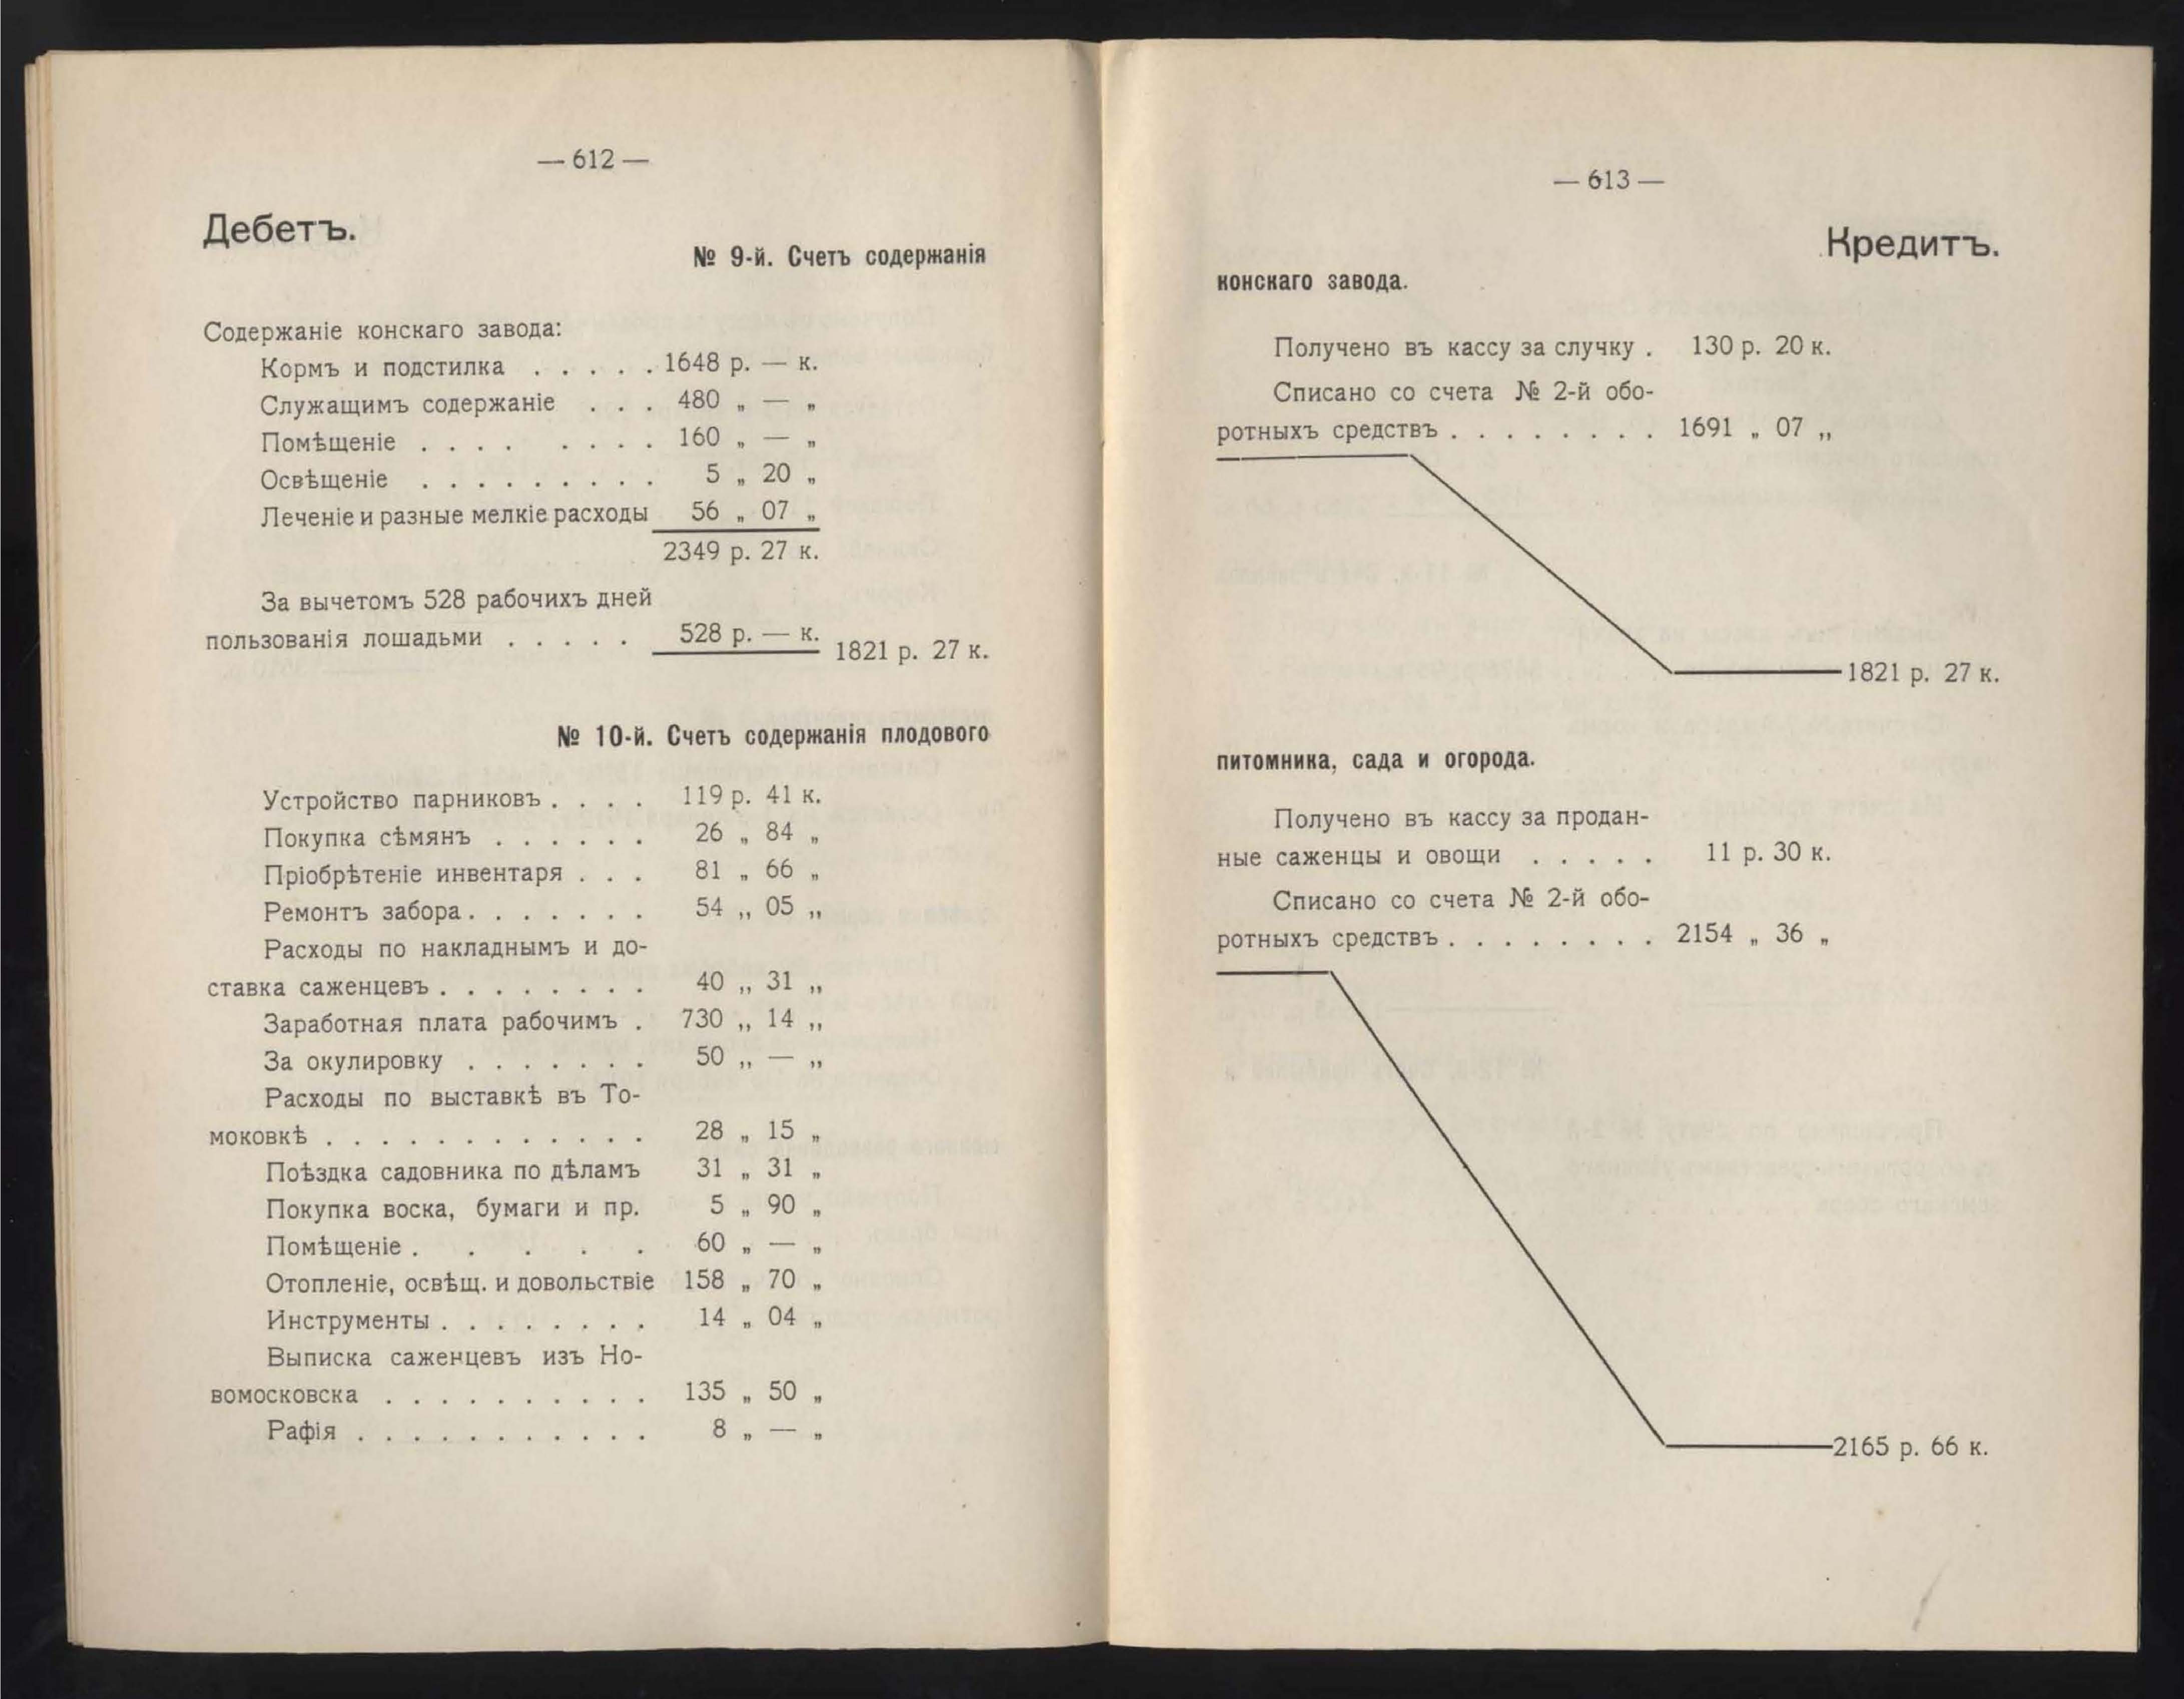 — 612 —
Дебетъ.
№ 9-й. Счетъ содержанія
Содержаніе конскаго завода:
Кормъ и подстилка . . . . . 1648 р. — к.
Служащимъ содержаніе . . . 480 „ — „
Помѣщеніе . . . . . . . . 160 „ — „
Освѣщеніе . . . . . . . . . 5 „ 20 „
Леченіе и разные мелкіе расходы 56 „ 07 „
2349 р. 27 к.
За вычетомъ 528 рабочихъ дней
пользованія лошадьми . . . . . 528 р. — к. 1821 р. 27 к.
№ 10-й. Счетъ содержанія плодового
Устройство парниковъ . . . . 119 р. 41 к.
Покупка сѣмянъ . . . . . . 26 „ 84 „
Пріобрѣтеніе инвентаря . . . 81 „ 66 „
Ремонтъ забора . . . . . . . 54 „ 05 „
Расходы по накладнымъ и до-
ставка саженцевъ . . . . . . . . 40 „ 31 „
Заработная плата рабочимъ . 730 „ 14 „
За окулировку . . . . . . . 50 „ — „
Расходы по выставкѣ въ То-
моковкѣ . . . . . . . . . . . . 28 „ 15 „
Поѣздка садовника по дѣламъ 31 „ 31 „
Покупка воска, бумаги и пр. 5 „ 90 „
Помѣщеніе . . . . . 60 „ — „
Отопленіе, освѣщ. и довольствіе 158 „ 70 „
Инструменты . . . . . . . . 14 „ 04 „
Выписка саженцевъ изъ Но-
вомосковска . . . . . . . . . . 135 „ 50 „
Рафія . . . . . . . . . . . 8 „ — „
— 613 —
Кредитъ.
конскаго завода.
Получено въ кассу за случку . 130 р. 20 к.
Списано со счета № 2-й обо-
ротныхъ средствъ . . . . . . . . 1691 „ 07 „
1821 р. 27 к.
питомника, сада и огорода.
Получено въ кассу за продан-
ные саженцы и овощи . . . . . 11 р. 30 к.
Списано со счета № 2-й обо-
ротныхъ средствъ . . . . . . . . 2154 „ 36 „
2165 р. 66 к.